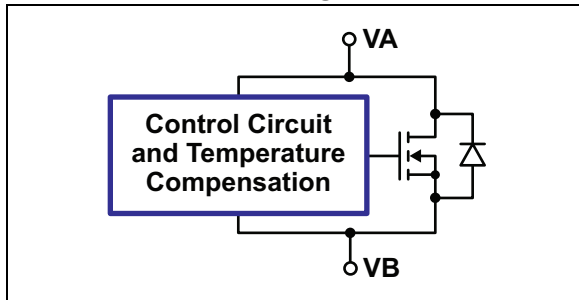 VA
Control Circuit
and Temperature
Compensation
VB